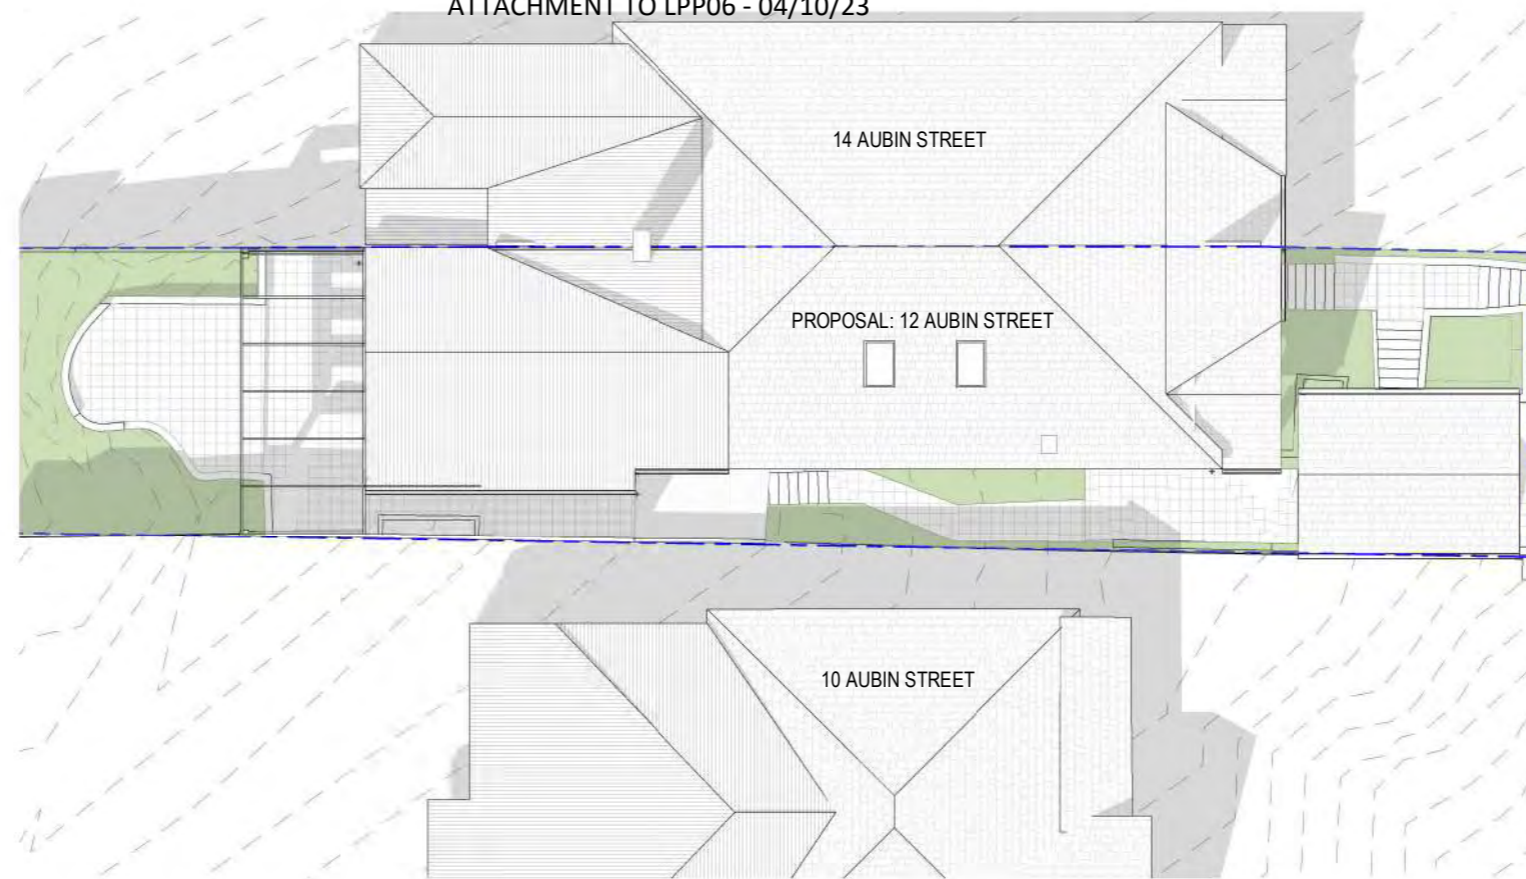 ATTACHMENT TO LPP06 - 04/10/23
14 AUBIN STREET
PROPOSAL: 12 AUBIN STREET
10 AUBIN STREET